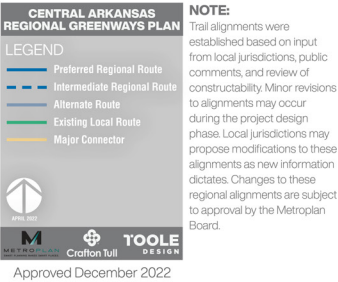 CENTRAL ARKANSAS
REGIONAL GREENWAYS PLAN
LEGEND
Preferred Regional Route
Intermediate Regional Route
Alternate Route
Existing Local Route
Major Connector
APRIL 2022
METROPLAN
Crafton Tull
TOOLE
DESIGN
Approved December 2022
NOTE:
Trail alignments were
established based on input
from local jurisdictions, public
comments, and review of
constructability. Minor revisions
to alignments may occur
during the project design
phase. Local jurisdictions may
propose modifications to these
alignments as new information
dictates. Changes to these
regional alignments are subject
to approval by the Metroplan
Board.